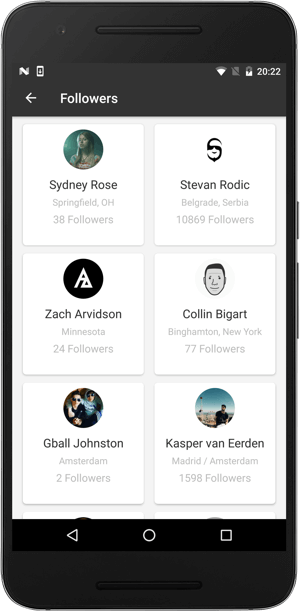 20:22
Followers
Sydney Rose
Springfield, OH
38 Followers
Stevan Rodic
Belgrade, Serbia
10869 Followers
Zach Arvidson
Minnesota
24 Followers
Collin Bigart
Binghamton, New York
77 Followers
Gball Johnston
Amsterdam
2 Followers
Kasper van Eerden
Madrid / Amsterdam
1598 Followers